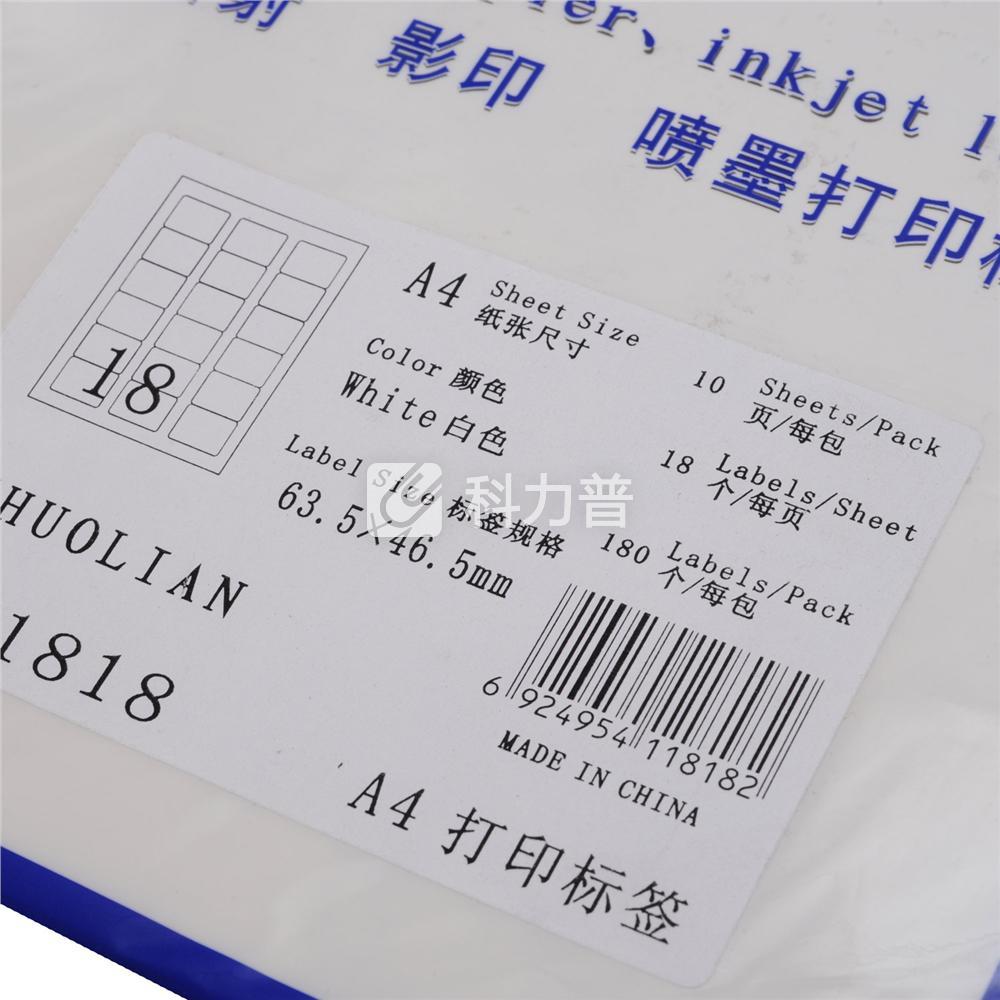 inkjet
影印 喷墨打印
A4 Sheet Size
纸张尺寸
Color 颜色
White 白色
Label Size 标签规格
63.5×46.5mm
10 Sheets/Pack
页/每包
18 Labels/Sheet
个/每页
180 Labels/Pack
个/每包
18
HUOLIAN
1818
6 924954 118182
MADE IN CHINA
A4 打印标签
科力普